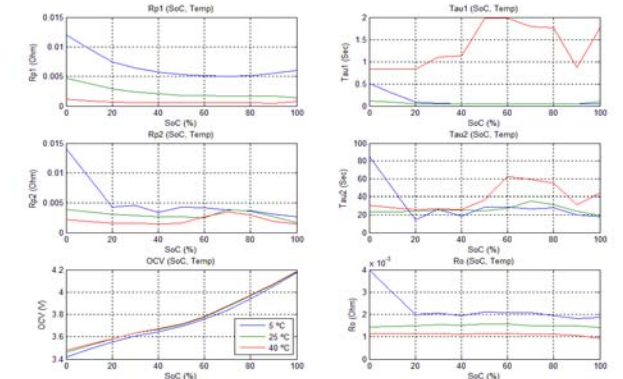 Rp1 (SoC, Temp)
0.015
0.01
0.005
0
Rp1 (Ohm)
0 20 40 60 80 100
SoC (%)
Tau1 (SoC, Temp)
2
1.5
1
0.5
0
Tau1 (Sec)
0 20 40 60 80 100
SoC (%)
Rp2 (SoC, Temp)
0.015
0.01
0.005
0
Rp2 (Ohm)
0 20 40 60 80 100
SoC (%)
Tau2 (SoC, Temp)
100
80
60
40
20
0
Tau2 (Sec)
0 20 40 60 80 100
SoC (%)
OCV (SoC, Temp)
4.2
4
3.8
3.6
3.4
OCV (V)
0 20 40 60 80 100
SoC (%)
5 ºC
25 ºC
40 ºC
Ro (SoC, Temp)
× 10⁻³
4
3
2
1
0
Ro (Ohm)
0 20 40 60 80 100
SoC (%)